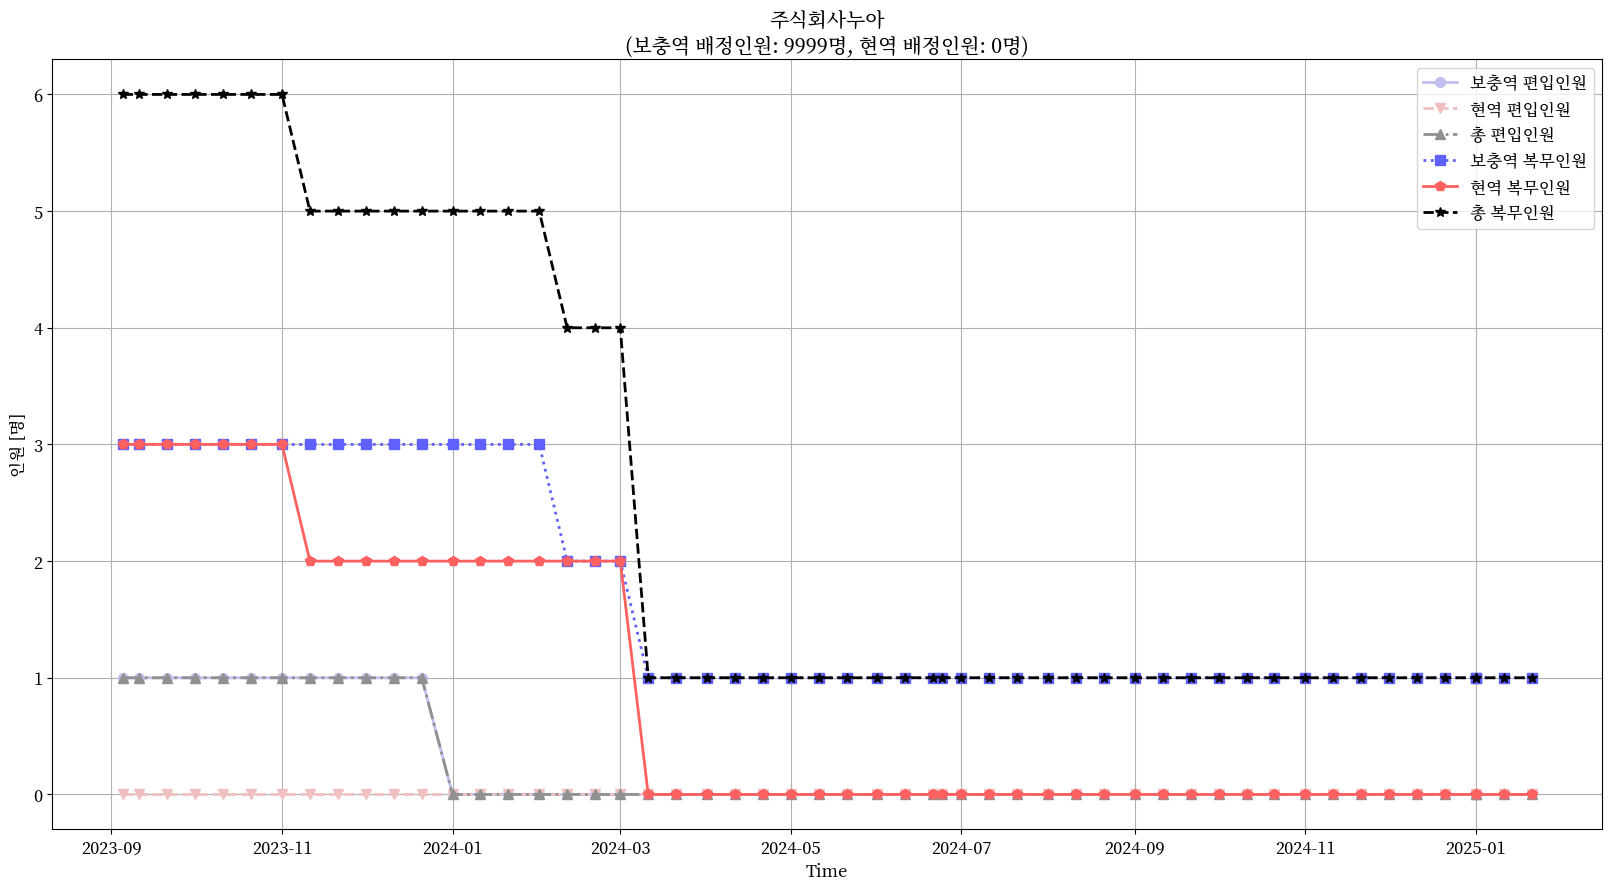 주식회사누아
(보충역 배정인원: 9999명, 현역 배정인원: 0명)
보충역 편입인원
현역 편입인원
총 편입인원
보충역 복무인원
현역 복무인원
총 복무인원
인원 [명]
6
5
4
3
2
1
0
2023-09
2023-11
2024-01
2024-03
2024-05
2024-07
2024-09
2024-11
2025-01
Time